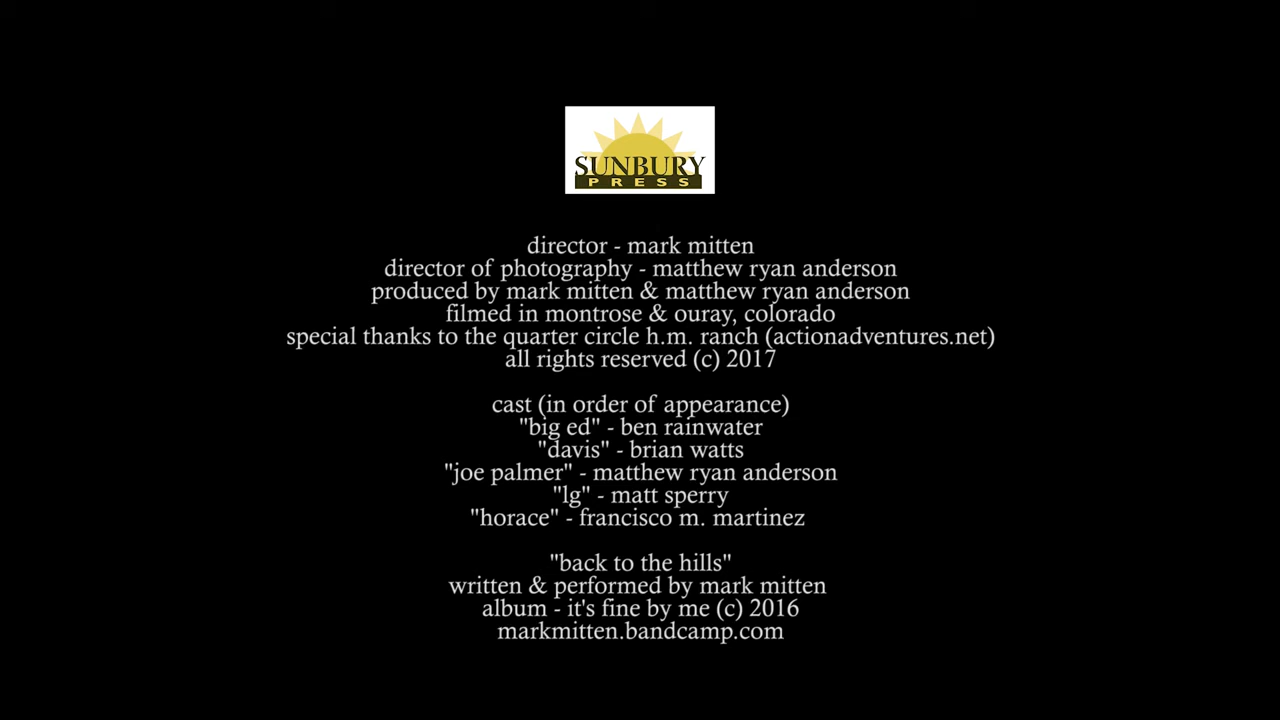 SUNBURY
PRESS
director - mark mitten
director of photography - matthew ryan anderson
produced by mark mitten & matthew ryan anderson
filmed in montrose & ouray, colorado
special thanks to the quarter circle h.m. ranch (actionadventures.net)
all rights reserved (c) 2017
cast (in order of appearance)
"big ed" - ben rainwater
"davis" - brian watts
"joe palmer" - matthew ryan anderson
"lg" - matt sperry
"horace" - francisco m. martinez
"back to the hills"
written & performed by mark mitten
album - it's fine by me (c) 2016
markmitten.bandcamp.com